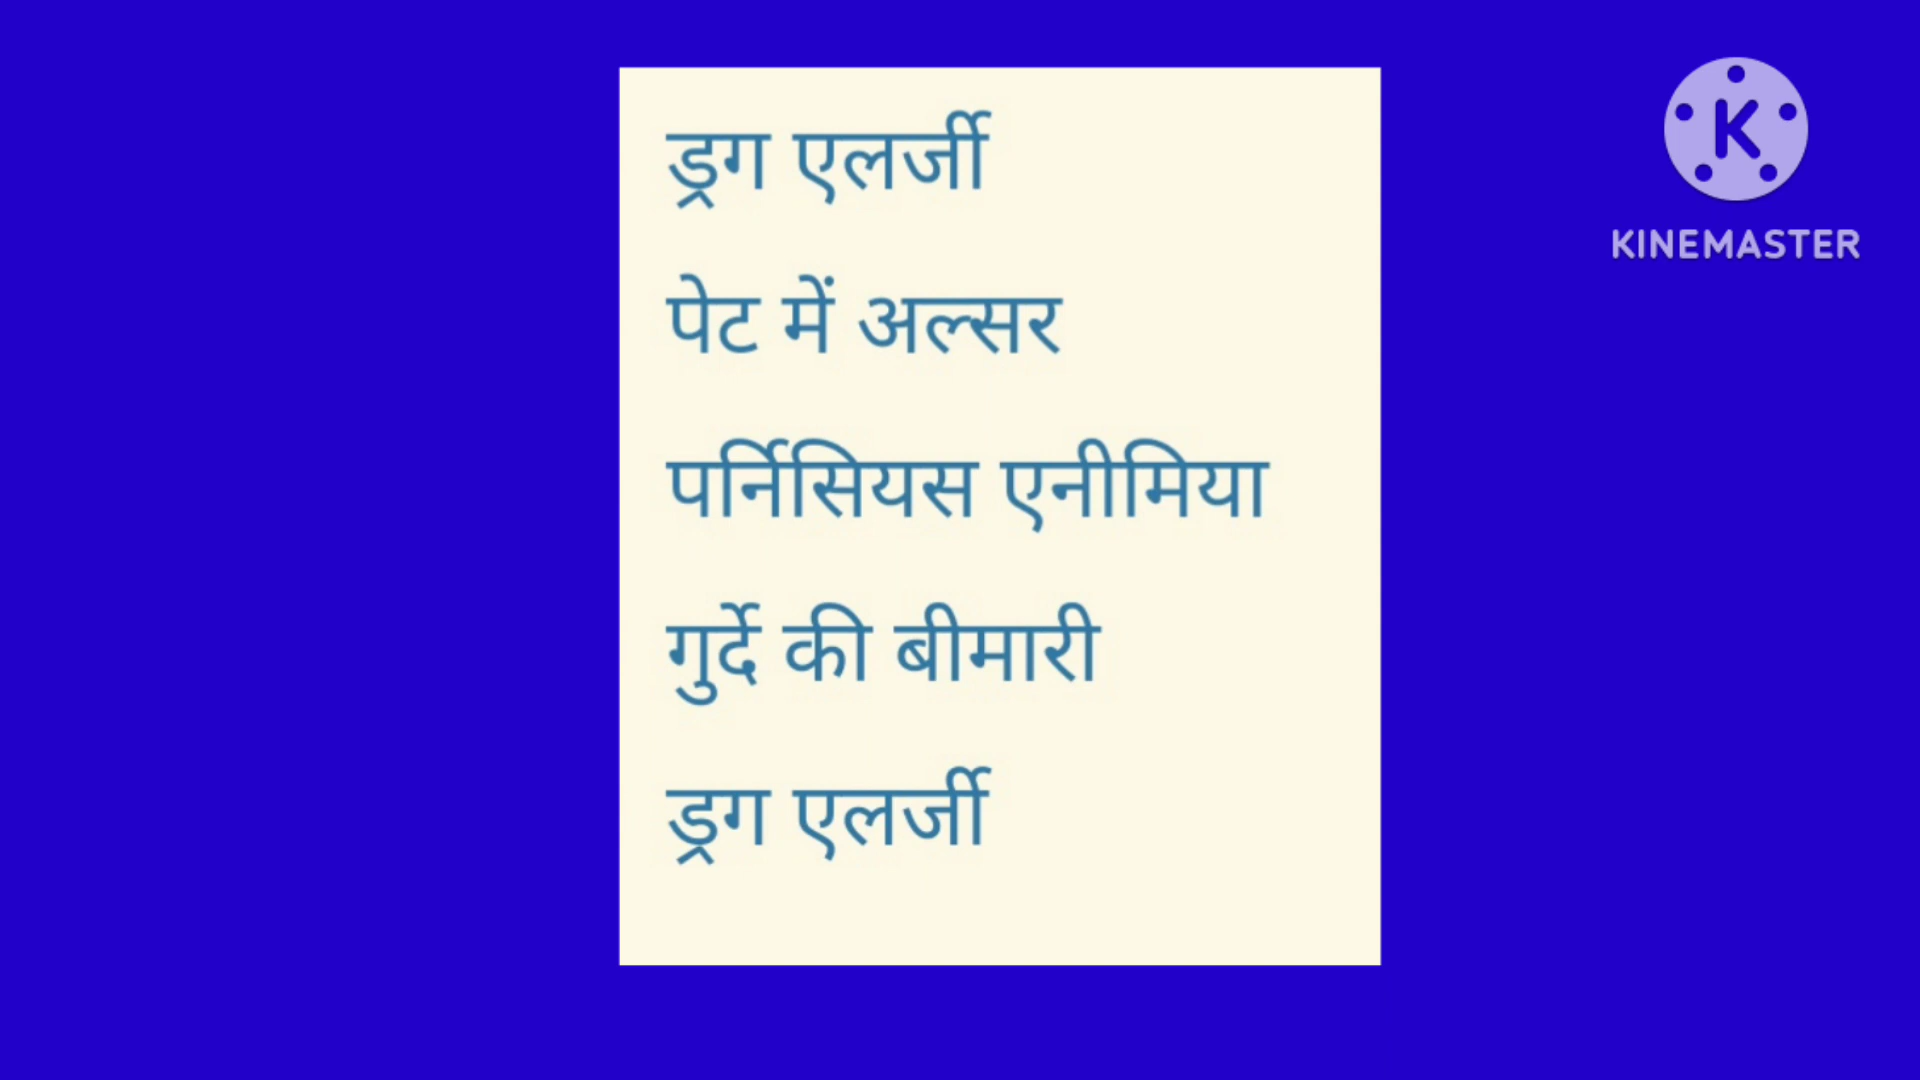 ड्रग एलर्जी
पेट में अल्सर
पर्निसियस एनीमिया
गुर्दे की बीमारी
ड्रग एलर्जी
K
KINEMASTER